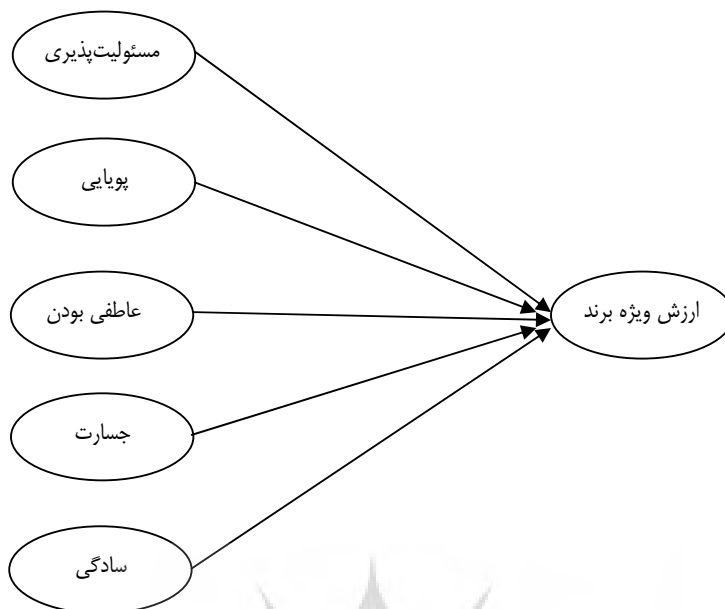 مسئولیت‌پذیری
پویایی
عاطفی بودن
ارزش ویژه برند
جسارت
سادگی